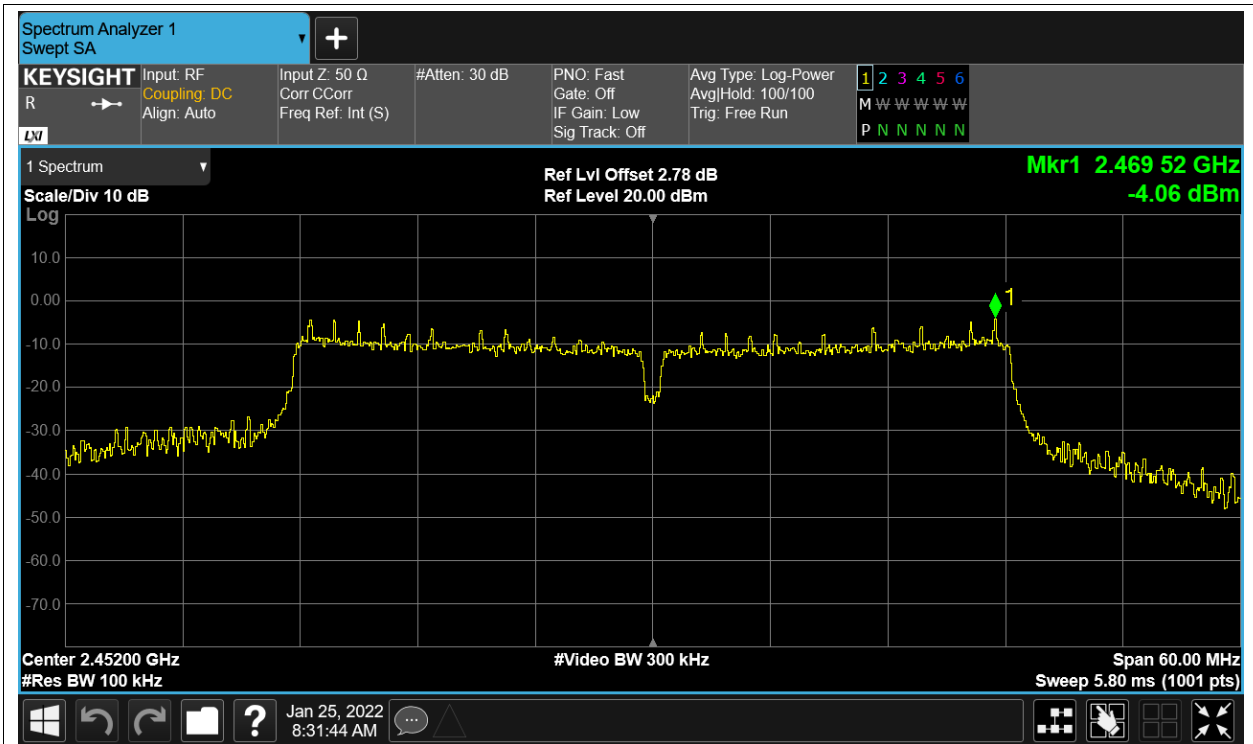 Spectrum Analyzer 1
Swept SA
KEYSIGHT
R
LXI
Input: RF
Coupling: DC
Align: Auto
Input Z: 50 Ω
Corr CCorr
Freq Ref: Int (S)
#Atten: 30 dB
PNO: Fast
Gate: Off
IF Gain: Low
Sig Track: Off
Avg Type: Log-Power
Avg|Hold: 100/100
Trig: Free Run
1 2 3 4 5 6
M W W W W W
P N N N N N
1 Spectrum
Scale/Div 10 dB
Log
Ref Lvl Offset 2.78 dB
Ref Level 20.00 dBm
Mkr1 2.469 52 GHz
-4.06 dBm
10.0
0.00
-10.0
-20.0
-30.0
-40.0
-50.0
-60.0
-70.0
1
Center 2.45200 GHz
#Res BW 100 kHz
#Video BW 300 kHz
Span 60.00 MHz
Sweep 5.80 ms (1001 pts)
?
Jan 25, 2022
8:31:44 AM